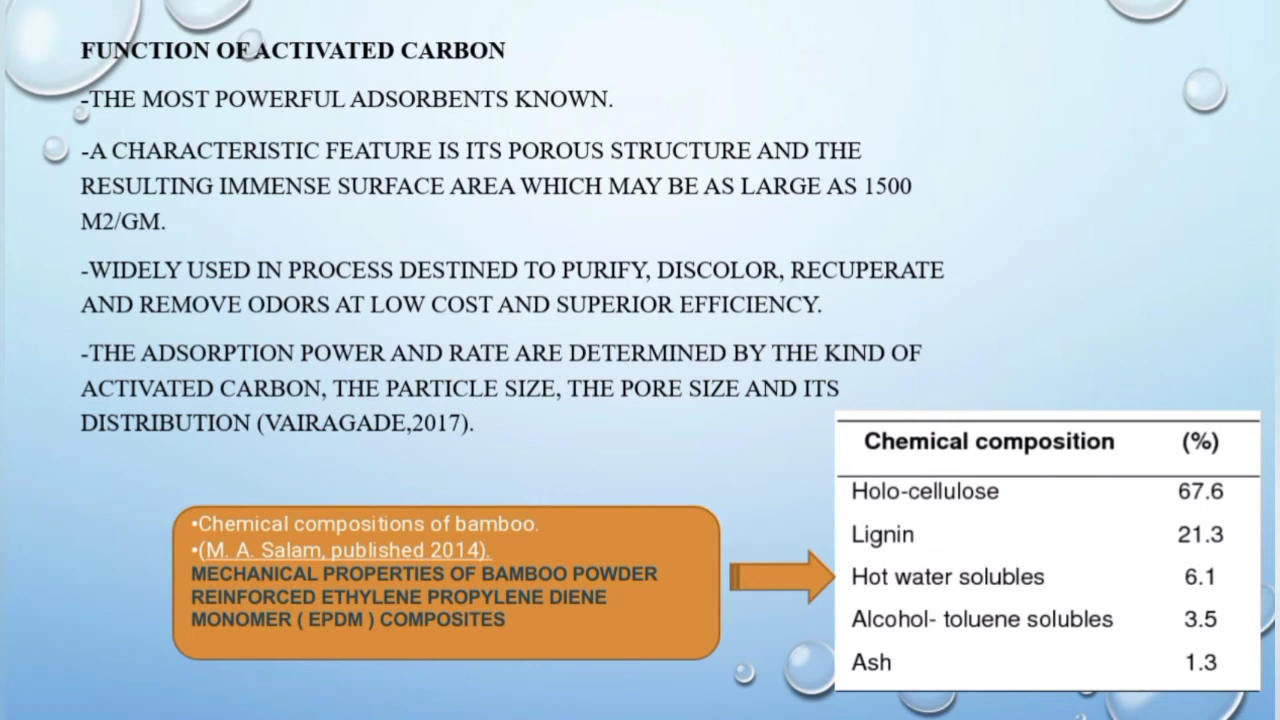 FUNCTION OF ACTIVATED CARBON
-THE MOST POWERFUL ADSORBENTS KNOWN.
-A CHARACTERISTIC FEATURE IS ITS POROUS STRUCTURE AND THE
RESULTING IMMENSE SURFACE AREA WHICH MAY BE AS LARGE AS 1500
M2/GM.
-WIDELY USED IN PROCESS DESTINED TO PURIFY, DISCOLOR, RECUPERATE
AND REMOVE ODORS AT LOW COST AND SUPERIOR EFFICIENCY.
-THE ADSORPTION POWER AND RATE ARE DETERMINED BY THE KIND OF
ACTIVATED CARBON, THE PARTICLE SIZE, THE PORE SIZE AND ITS
DISTRIBUTION (VAIRAGADE,2017).
•Chemical compositions of bamboo.
•(M. A. Salam, published 2014).
MECHANICAL PROPERTIES OF BAMBOO POWDER
REINFORCED ETHYLENE PROPYLENE DIENE
MONOMER ( EPDM ) COMPOSITES
Chemical composition (%)
Holo-cellulose 67.6
Lignin 21.3
Hot water solubles 6.1
Alcohol- toluene solubles 3.5
Ash 1.3